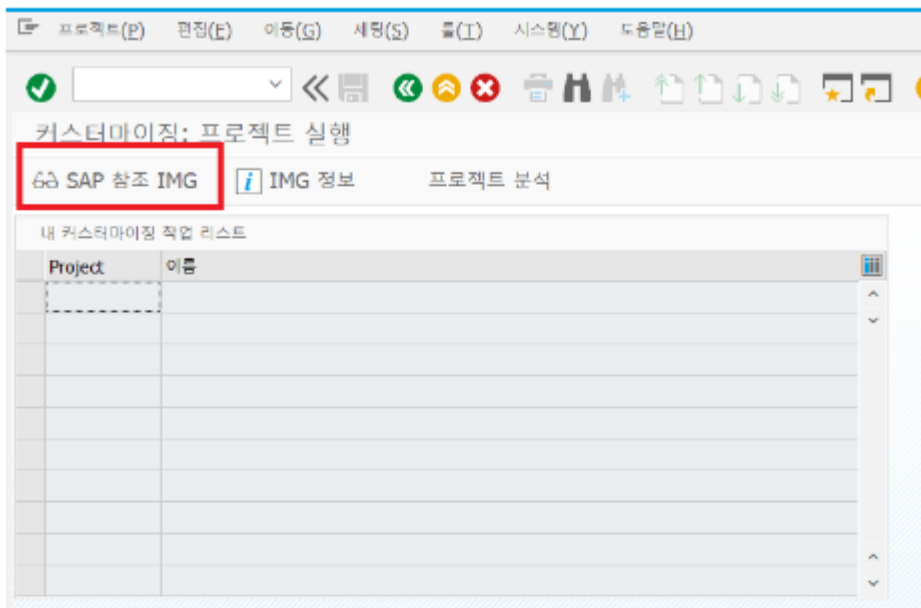 프로젝트(P) 편집(E) 이동(G) 세팅(S) 툴(T) 시스템(Y) 도움말(H)
커스터마이징: 프로젝트 실행
SAP 참조 IMG i IMG 정보 프로젝트 분석
내 커스터마이징 작업 리스트
Project 이름